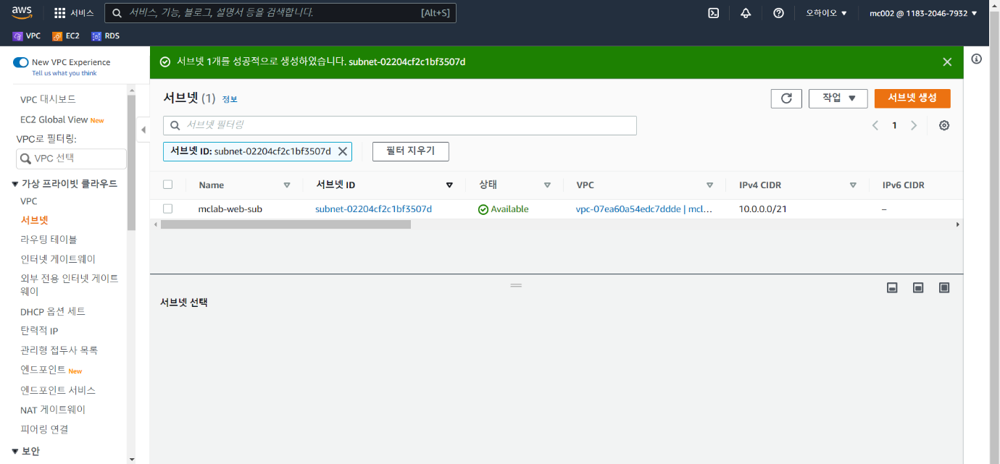 aws
서비스
서비스, 기능, 블로그, 설명서 등을 검색합니다.
[Alt+S]
오하이오 ▼
mc002 @ 1183-2046-7932 ▼
VPC
EC2
RDS
New VPC Experience
Tell us what you think
VPC 대시보드
EC2 Global View New
VPC로 필터링:
VPC 선택
▼ 가상 프라이빗 클라우드
VPC
서브넷
라우팅 테이블
인터넷 게이트웨이
외부 전용 인터넷 게이트
웨이
DHCP 옵션 세트
탄력적 IP
관리형 접두사 목록
엔드포인트 New
엔드포인트 서비스
NAT 게이트웨이
피어링 연결
▼ 보안
서브넷 1개를 성공적으로 생성하였습니다. subnet-02204cf2c1bf3507d
서브넷 (1) 정보
작업 ▼
서브넷 생성
서브넷 필터링
1
서브넷 ID: subnet-02204cf2c1bf3507d
필터 지우기
Name
서브넷 ID
상태
VPC
IPv4 CIDR
IPv6 CIDR
mclab-web-sub
subnet-02204cf2c1bf3507d
Available
vpc-07ea60a54edc7ddde | mcl...
10.0.0.0/21
–
서브넷 선택